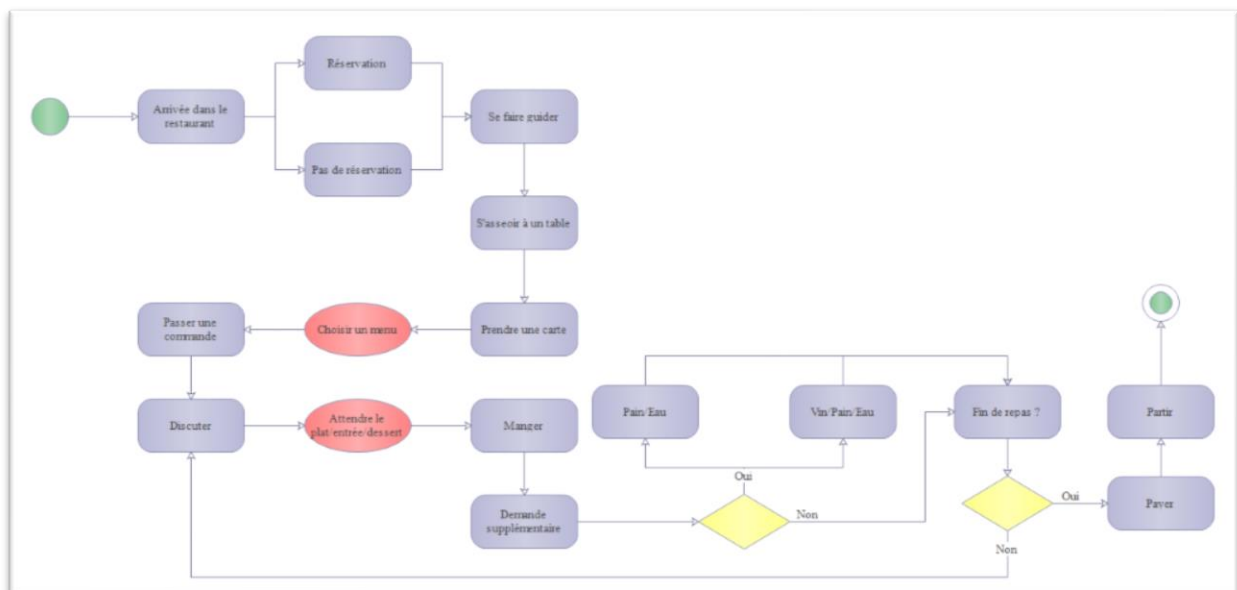 Réservation
Arrivée dans le
restaurant
Se faire guider
Pas de réservation
S'asseoir à un table
Passer une
commande
Choisir un menu
Prendre une carte
Discuter
Attendre le
plat/entrée/dessert
Manger
Pain/Eau
Vin/Pain/Eau
Fin de repas ?
Partir
Demande
supplémentaire
Oui
Non
Oui
Payer
Non